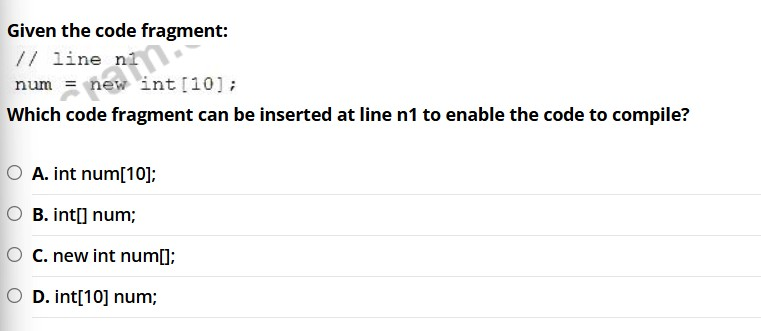 Given the code fragment:
// line n1
num = new int[10];
Which code fragment can be inserted at line n1 to enable the code to compile?
A. int num[10];
B. int[] num;
C. new int num[];
D. int[10] num;